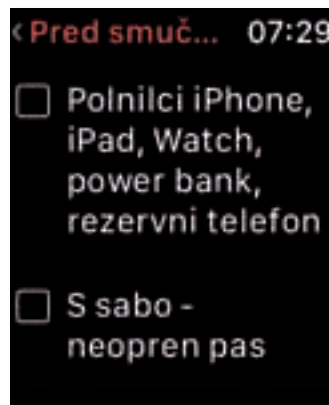 Pred smuč... 07:29
Polnilci iPhone,
iPad, Watch,
power bank,
rezervni telefon
S sabo -
neopren pas